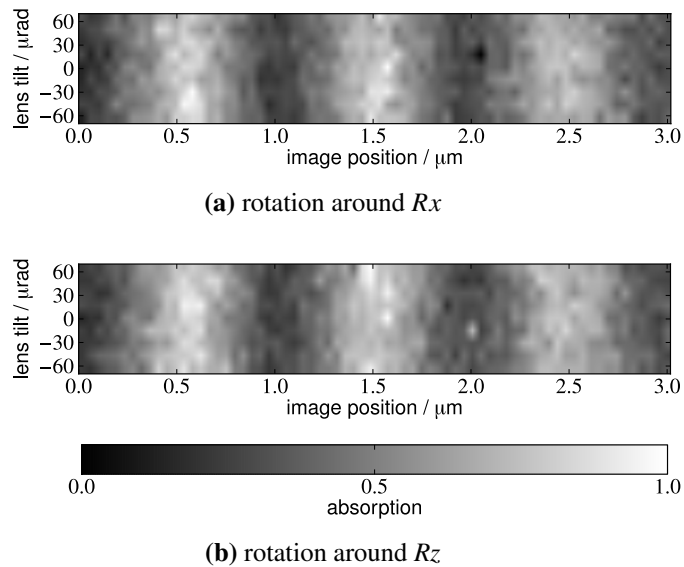 60
30
0
−30
−60
lens tilt / μrad
0.0 0.5 1.0 1.5 2.0 2.5 3.0
image position / μm
(a) rotation around Rx
60
30
0
−30
−60
lens tilt / μrad
0.0 0.5 1.0 1.5 2.0 2.5 3.0
image position / μm
0.0 0.5 1.0
absorption
(b) rotation around Rz